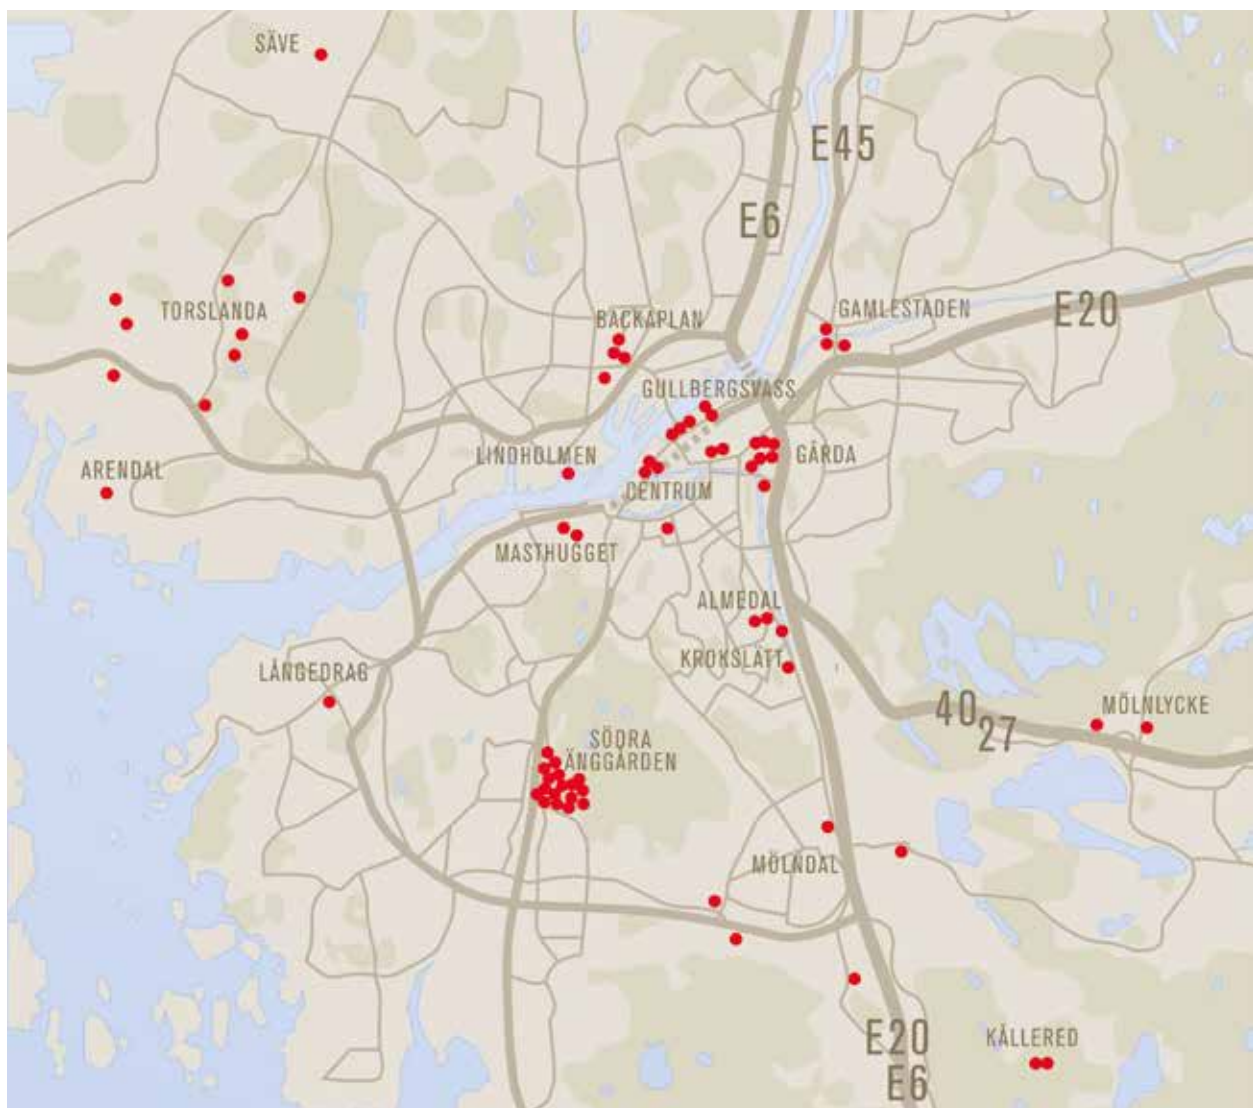 SÄVE
E45
E6
TORSLANDA
BACKAPLAN
GAMLESTADEN
E20
GULLBERGSVASS
ARENDAL
LINDHOLMEN
GÅRDA
CENTRUM
MASTHUGGET
ALMEDAL
KROKSLÄTT
LÅNGEDRAG
40
27
MÖLNLYCKE
SÖDRA
ÄNGGÅRDEN
MÖLNDAL
E20
E6
KÅLLERED